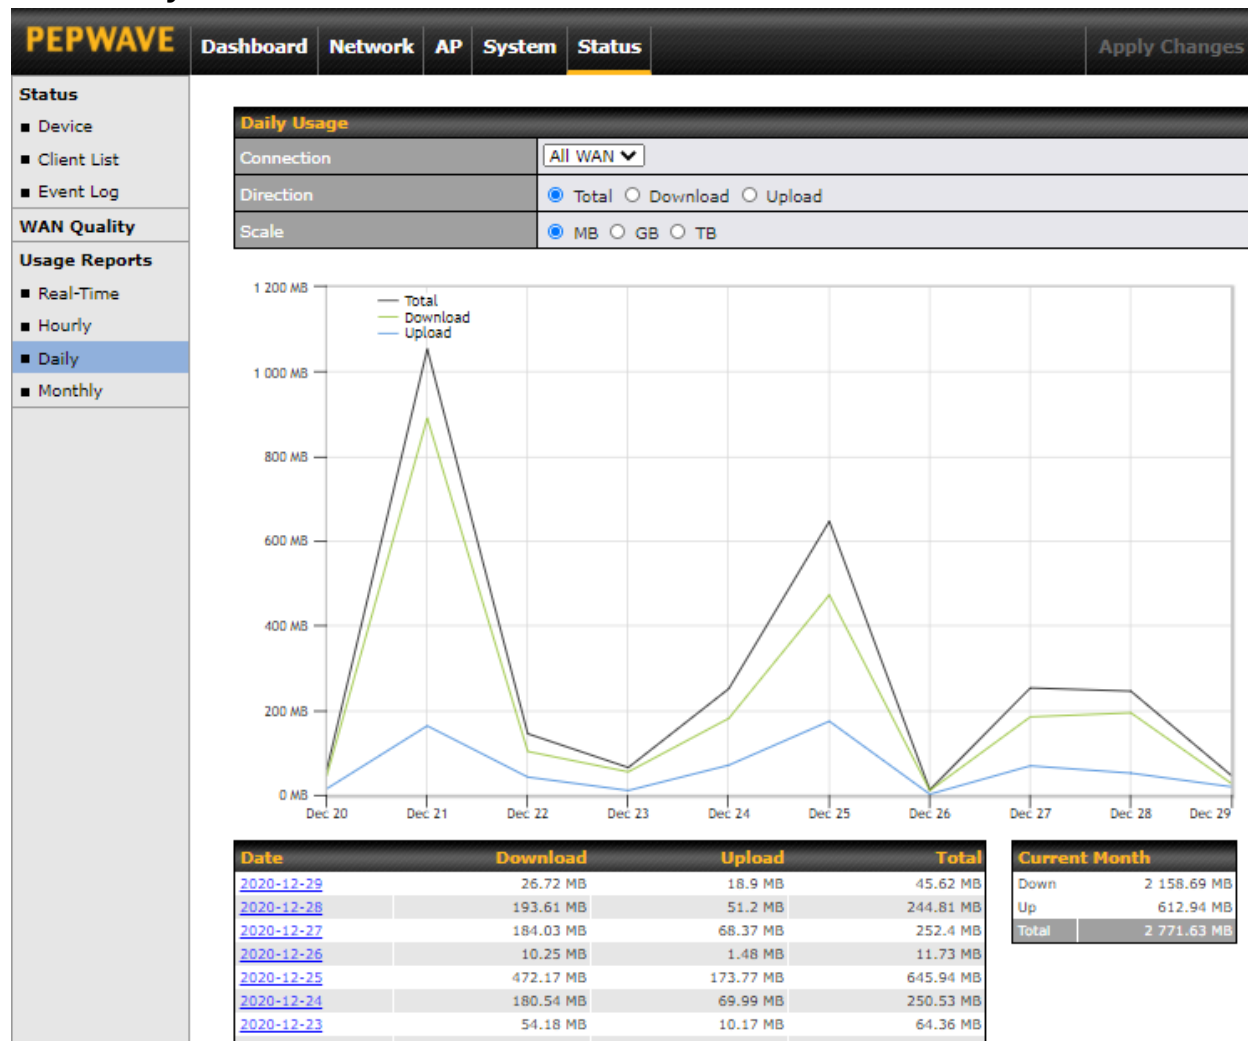 PEPWAVE Dashboard Network AP System Status Apply Changes
Status
Device
Client List
Event Log
WAN Quality
Usage Reports
Real-Time
Hourly
Daily
Monthly
Daily Usage
Connection All WAN
Direction Total Download Upload
Scale MB GB TB
1 200 MB
1 000 MB
800 MB
600 MB
400 MB
200 MB
0 MB
Total
Download
Upload
Dec 20 Dec 21 Dec 22 Dec 23 Dec 24 Dec 25 Dec 26 Dec 27 Dec 28 Dec 29
Date Download Upload Total
2020-12-29 26.72 MB 18.9 MB 45.62 MB
2020-12-28 193.61 MB 51.2 MB 244.81 MB
2020-12-27 184.03 MB 68.37 MB 252.4 MB
2020-12-26 10.25 MB 1.48 MB 11.73 MB
2020-12-25 472.17 MB 173.77 MB 645.94 MB
2020-12-24 180.54 MB 69.99 MB 250.53 MB
2020-12-23 54.18 MB 10.17 MB 64.36 MB
Current Month
Down 2 158.69 MB
Up 612.94 MB
Total 2 771.63 MB